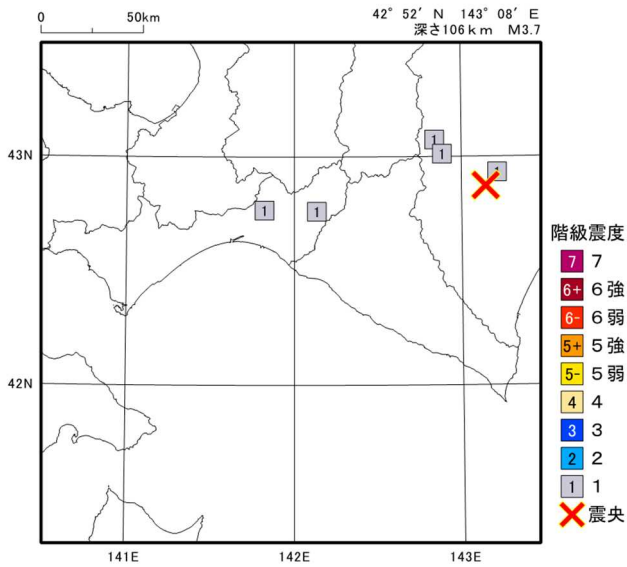 0 50km
42° 52′ N 143° 08′ E
深さ106km M3.7
1
43N
1
1
1 1
42N
141E 142E 143E
階級震度
7 7
6+ 6強
6- 6弱
5+ 5強
5- 5弱
4 4
3 3
2 2
1 1
震央